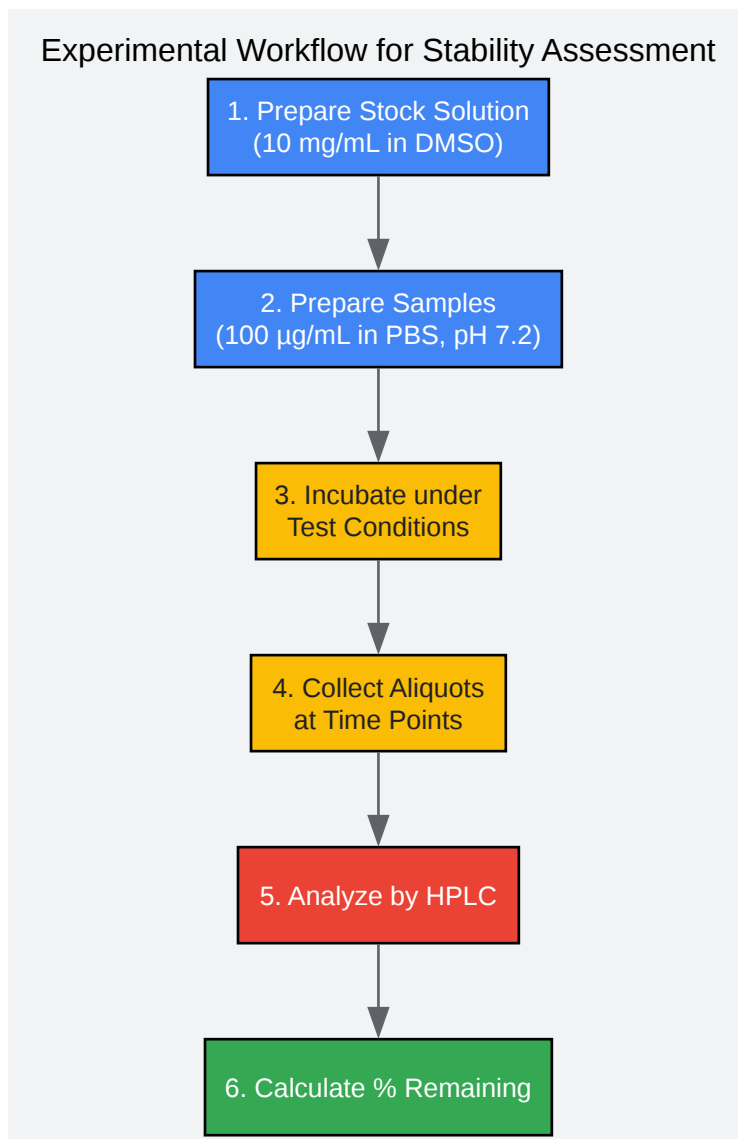 Experimental Workflow for Stability Assessment
1. Prepare Stock Solution
(10 mg/mL in DMSO)
2. Prepare Samples
(100 µg/mL in PBS, pH 7.2)
3. Incubate under
Test Conditions
4. Collect Aliquots
at Time Points
5. Analyze by HPLC
6. Calculate % Remaining